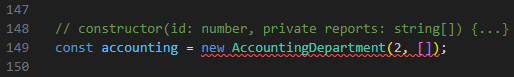 147
148 // constructor(id: number, private reports: string[]) {...}
149 const accounting = new AccountingDepartment(2, []);
150